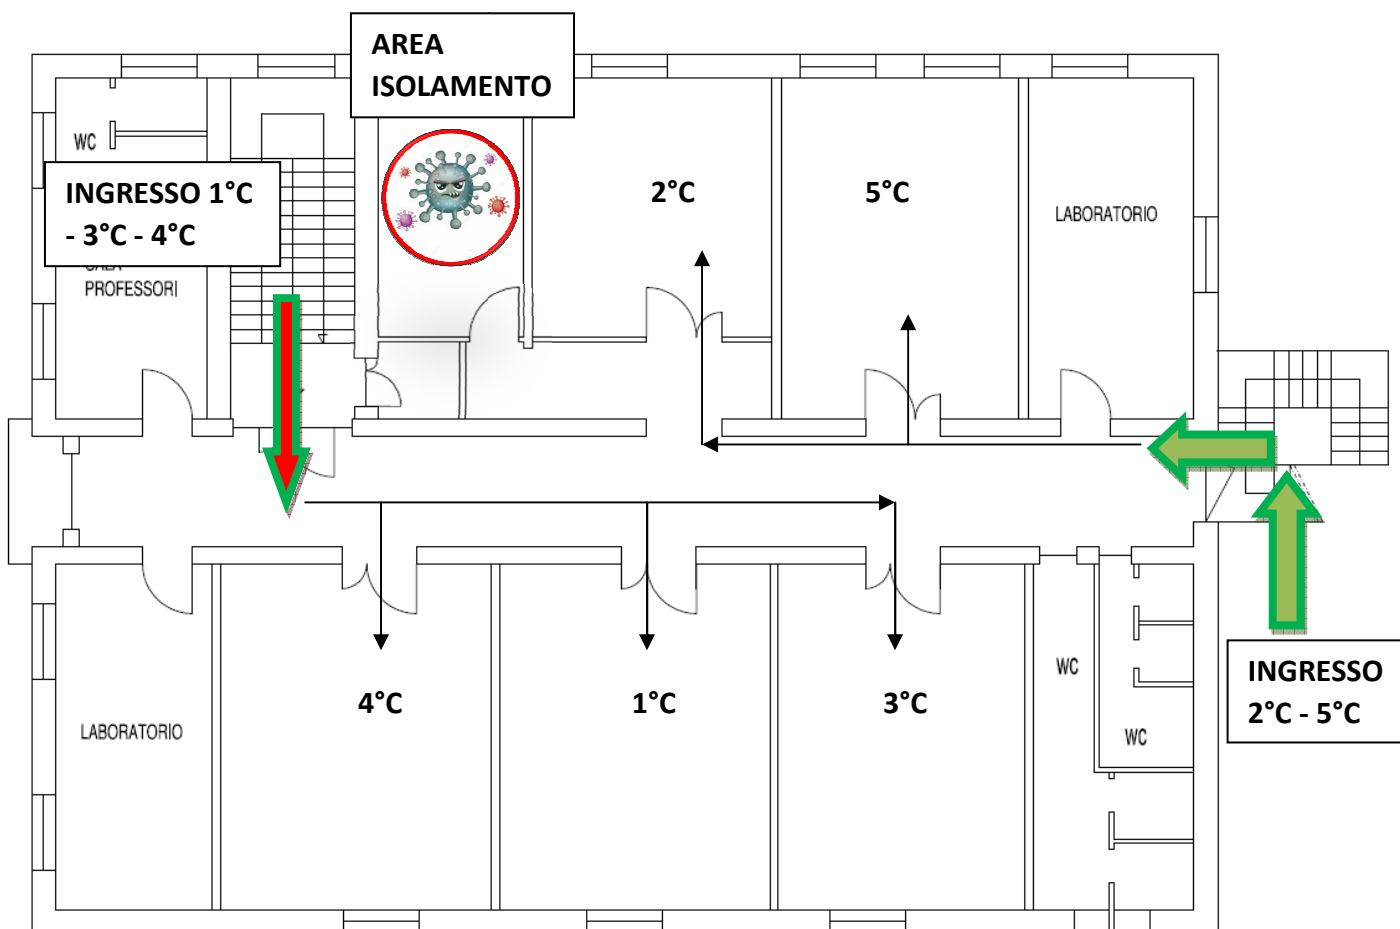 AREA
ISOLAMENTO
WC
INGRESSO 1°C
- 3°C - 4°C
PROFESSORI
2°C
5°C
LABORATORIO
4°C
1°C
3°C
LABORATORIO
WC
WC
INGRESSO
2°C - 5°C